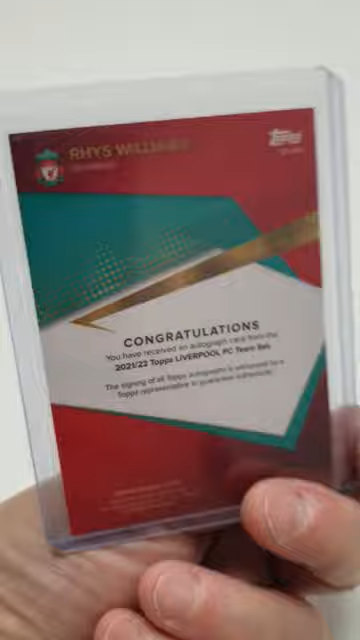 RHYS WILLIAMS
Topps
CONGRATULATIONS
You have received an autograph card from the
2021/22 Topps LIVERPOOL FC Team Set.
The signing of all Topps autographs is witnessed by a
Topps representative to guarantee authenticity.